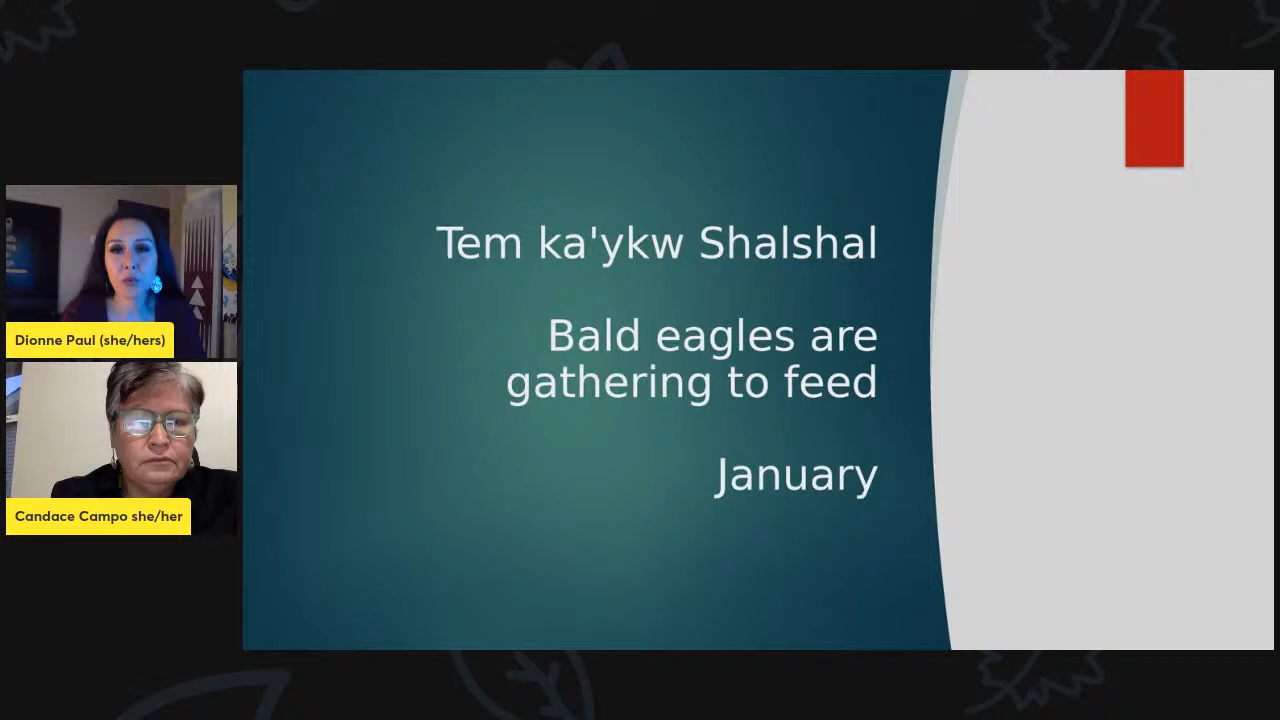 Dionne Paul (she/hers)
Candace Campo she/her
Tem ka'ykw Shalshal
Bald eagles are
gathering to feed
January